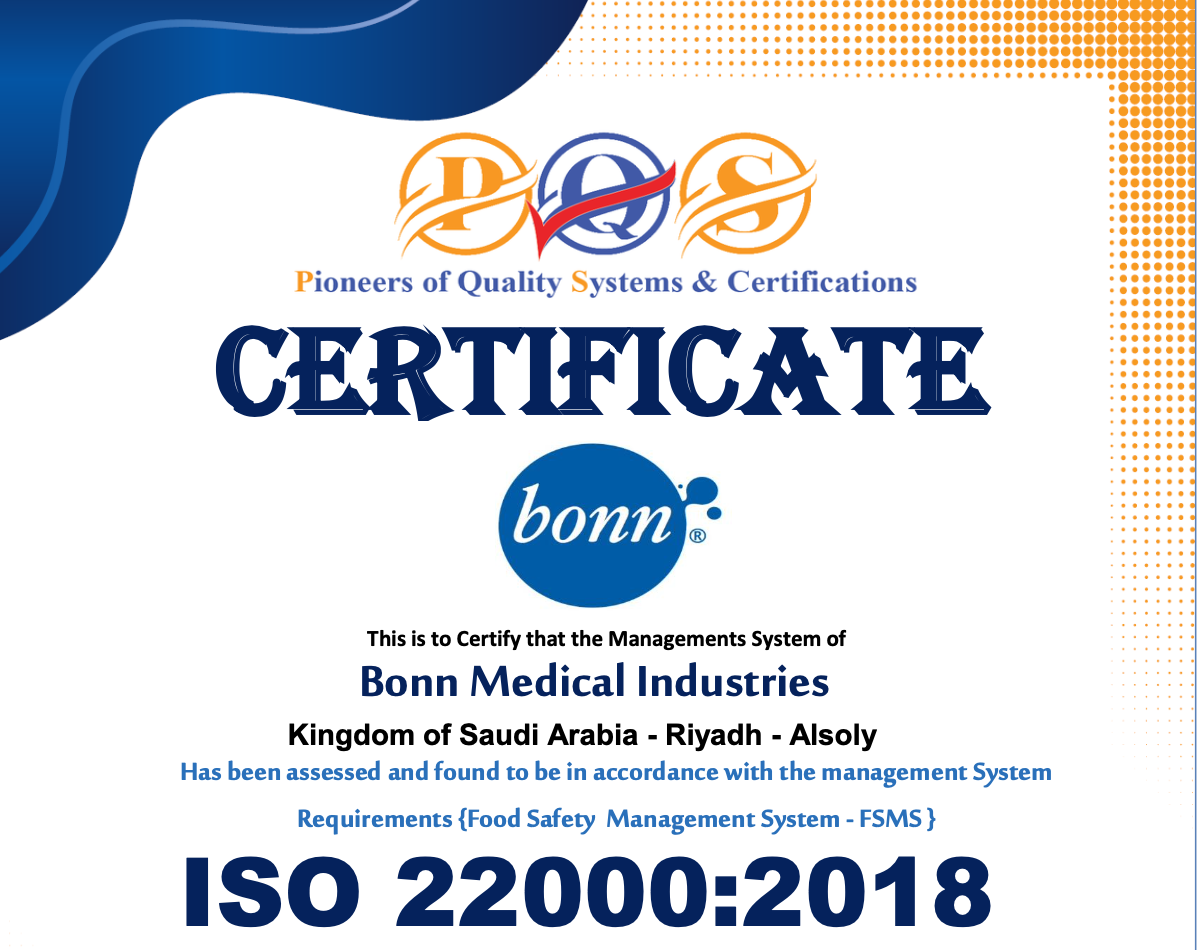 PQS
Pioneers of Quality Systems & Certifications
CERTIFICATE
bonn®
This is to Certify that the Managements System of
Bonn Medical Industries
Kingdom of Saudi Arabia - Riyadh - Alsoly
Has been assessed and found to be in accordance with the management System
Requirements {Food Safety Management System - FSMS }
ISO 22000:2018